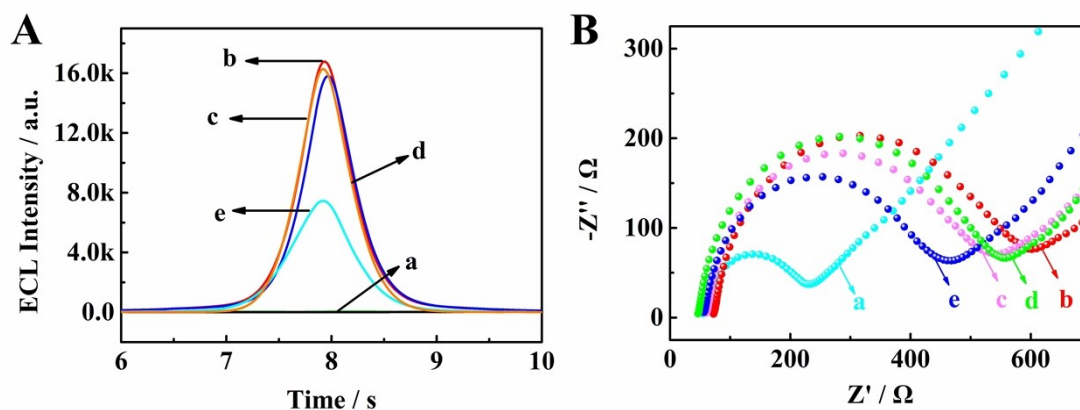 A
ECL Intensity / a.u.
16.0k
12.0k
8.0k
4.0k
0.0
b
c
d
e
a
6 7 8 9 10
Time / s
B
-Z'' / Ω
300
200
100
0
a e c d b
0 200 400 600
Z' / Ω